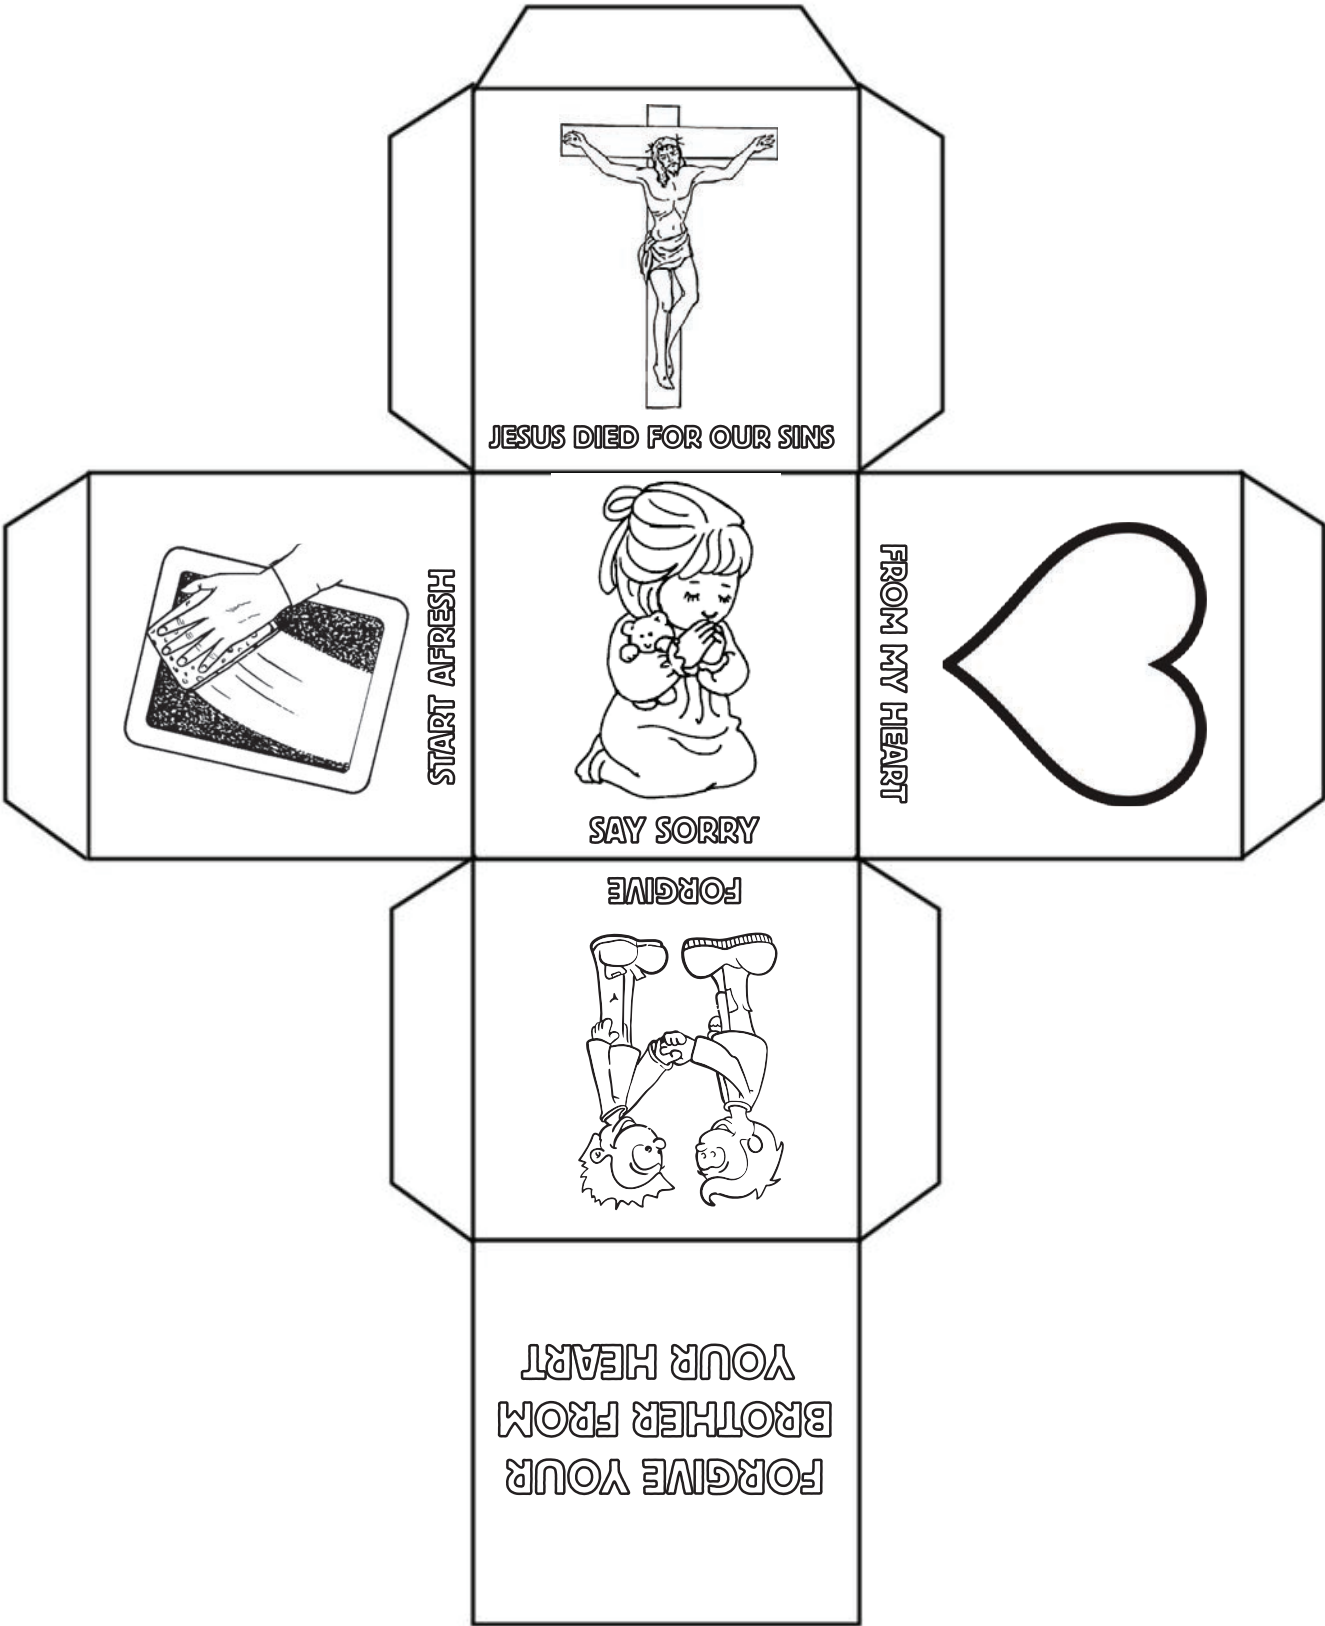 JESUS DIED FOR OUR SINS
START AFRESH
SAY SORRY
FROM MY HEART
FORGIVE
FORGIVE YOUR
BROTHER FROM
YOUR HEART